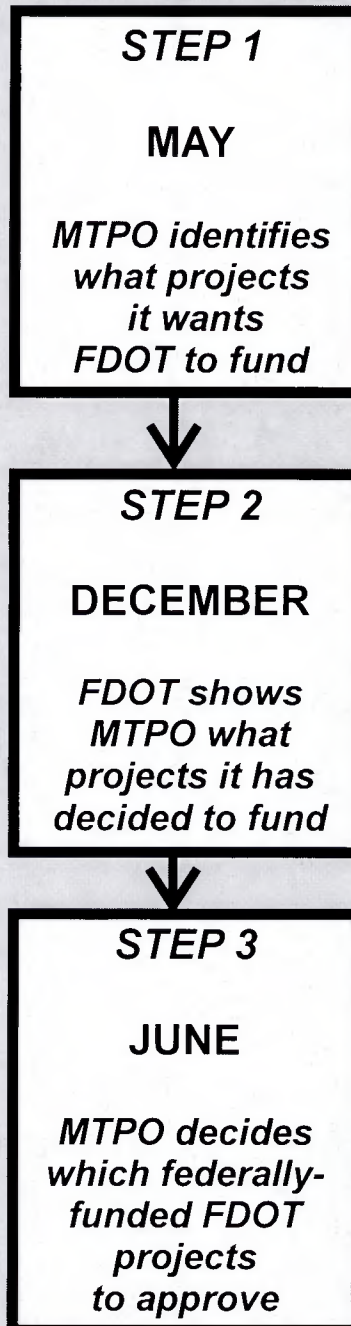 STEP 1
MAY
MTPO identifies
what projects
it wants
FDOT to fund
STEP 2
DECEMBER
FDOT shows
MTPO what
projects it has
decided to fund
STEP 3
JUNE
MTPO decides
which federally-
funded FDOT
projects
to approve